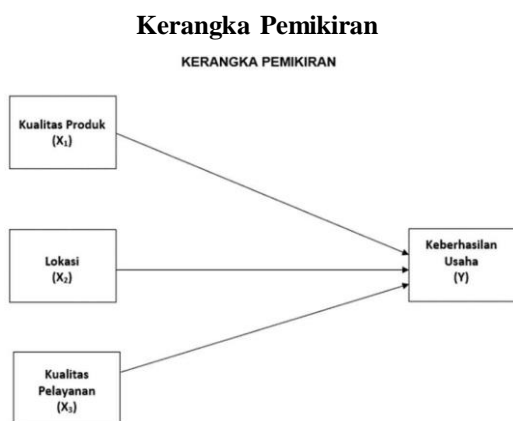 Kerangka Pemikiran
KERANGKA PEMIKIRAN
Kualitas Produk
(X₁)
Lokasi
(X₂)
Keberhasilan
Usaha
(Y)
Kualitas
Pelayanan
(X₃)